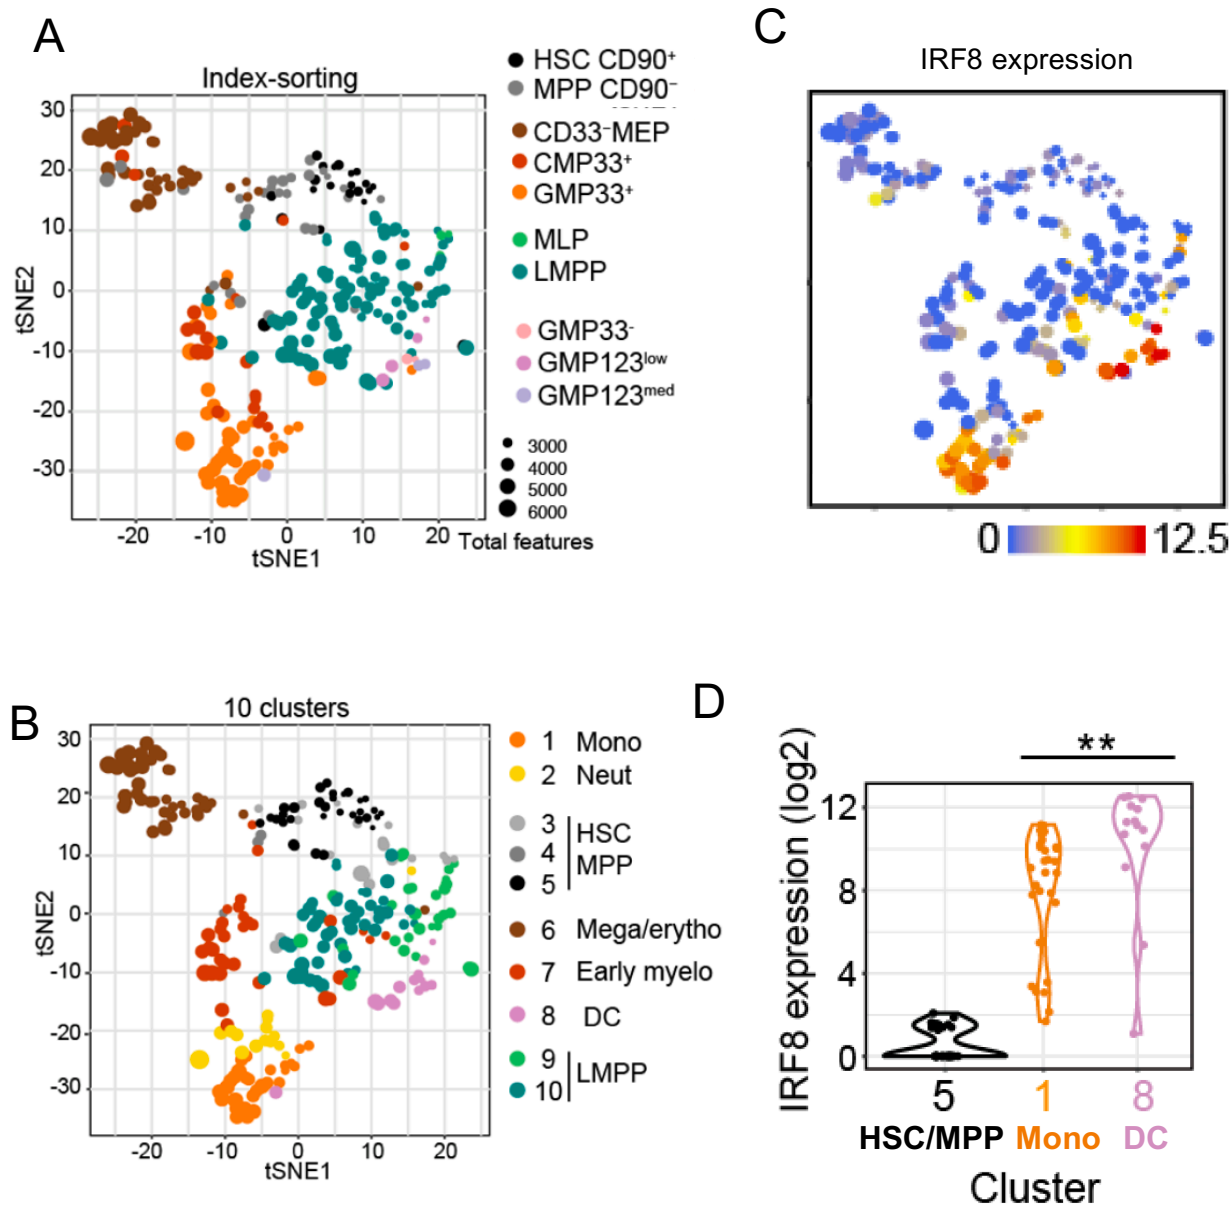 A
Index-sorting
30
20
10
0
-10
-20
-30
tSNE2
-20 -10 0 10 20
tSNE1
HSC CD90⁺
MPP CD90⁻
CD33⁻MEP
CMP33⁺
GMP33⁺
MLP
LMPP
GMP33⁻
GMP123ˡᵒʷ
GMP123ᵐᵉᵈ
3000
4000
5000
6000
Total features
C
IRF8 expression
0 12.5
B
10 clusters
30
20
10
0
-10
-20
-30
tSNE2
-20 -10 0 10 20
tSNE1
1 Mono
2 Neut
3
4
5
HSC
MPP
6 Mega/erytho
7 Early myelo
8 DC
9
10
LMPP
D
**
IRF8 expression (log2)
12
8
4
0
5 1 8
HSC/MPP Mono DC
Cluster